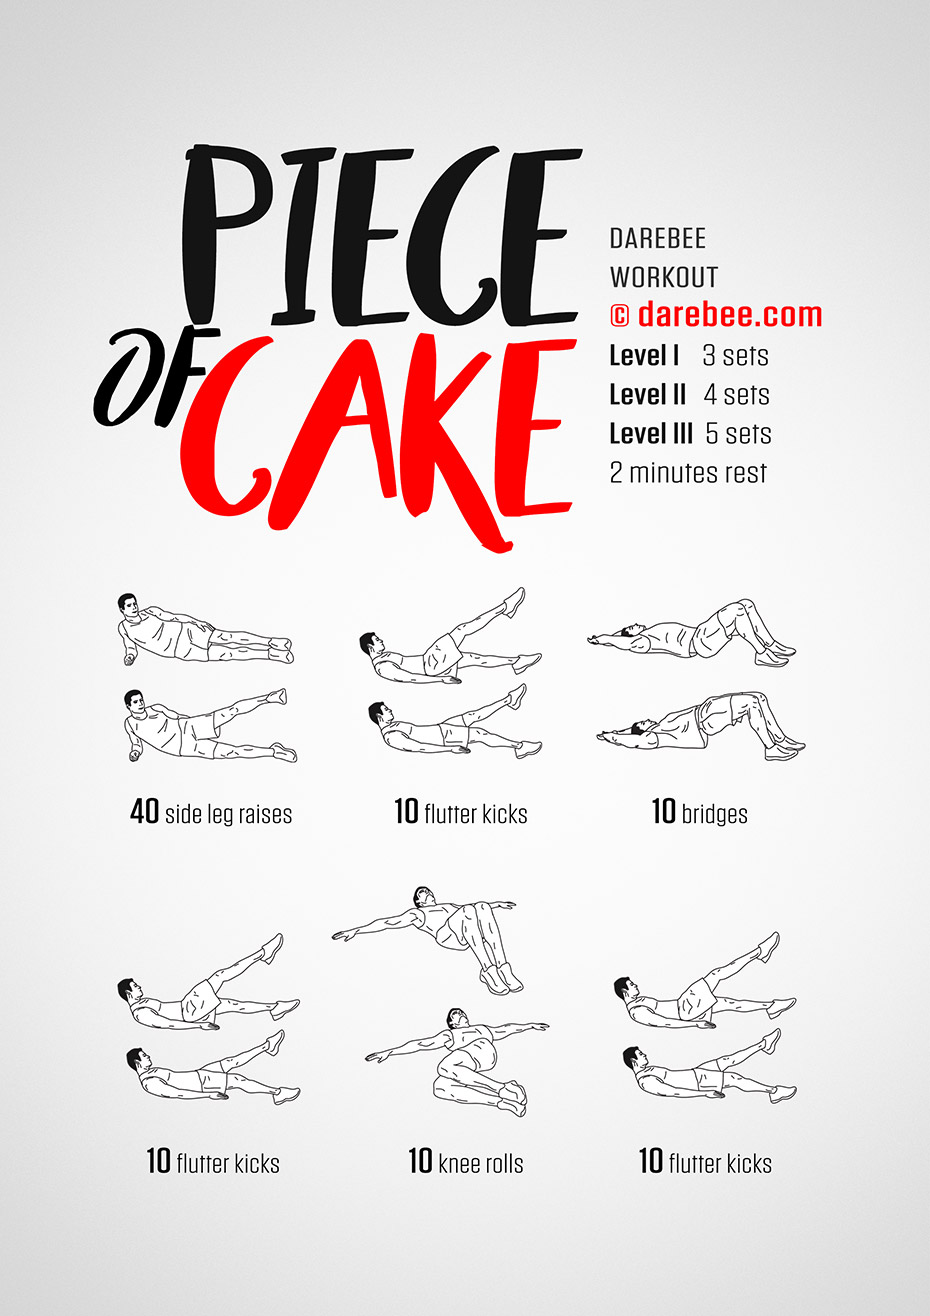 PIECE
OF CAKE
DAREBEE
WORKOUT
© darebee.com
Level I 3 sets
Level II 4 sets
Level III 5 sets
2 minutes rest
40 side leg raises
10 flutter kicks
10 bridges
10 flutter kicks
10 knee rolls
10 flutter kicks